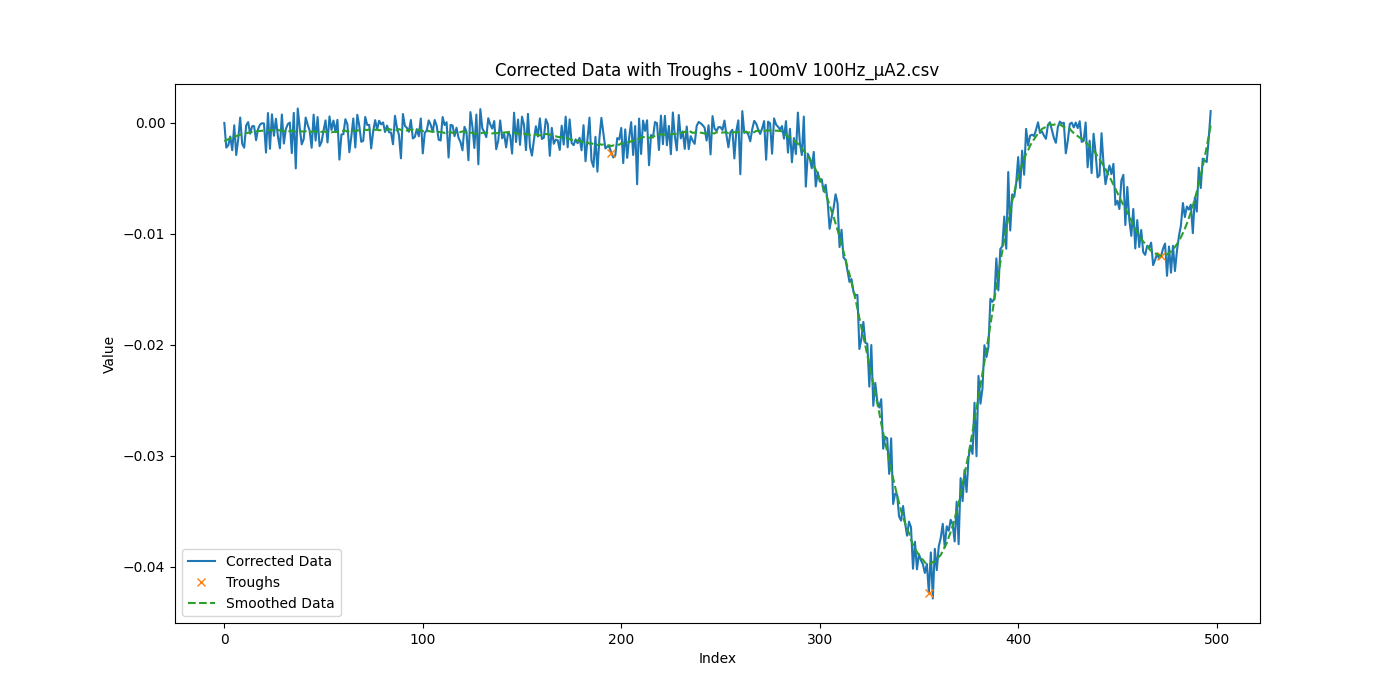 Corrected Data with Troughs - 100mV 100Hz_μA2.csv
0.00
−0.01
−0.02
−0.03
−0.04
Value
Corrected Data
Troughs
Smoothed Data
0
100
200
300
400
500
Index